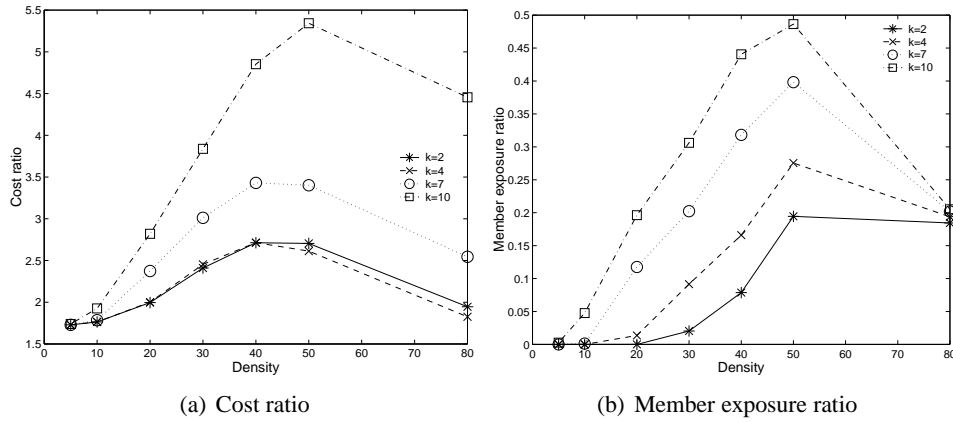 5.5
5
4.5
4
3.5
3
2.5
2
1.5
0 10 20 30 40 50 60 70 80
Cost ratio
Density
k=2
k=4
k=7
k=10
(a) Cost ratio
0.5
0.45
0.4
0.35
0.3
0.25
0.2
0.15
0.1
0.05
0
0 10 20 30 40 50 60 70 80
Member exposure ratio
Density
k=2
k=4
k=7
k=10
(b) Member exposure ratio